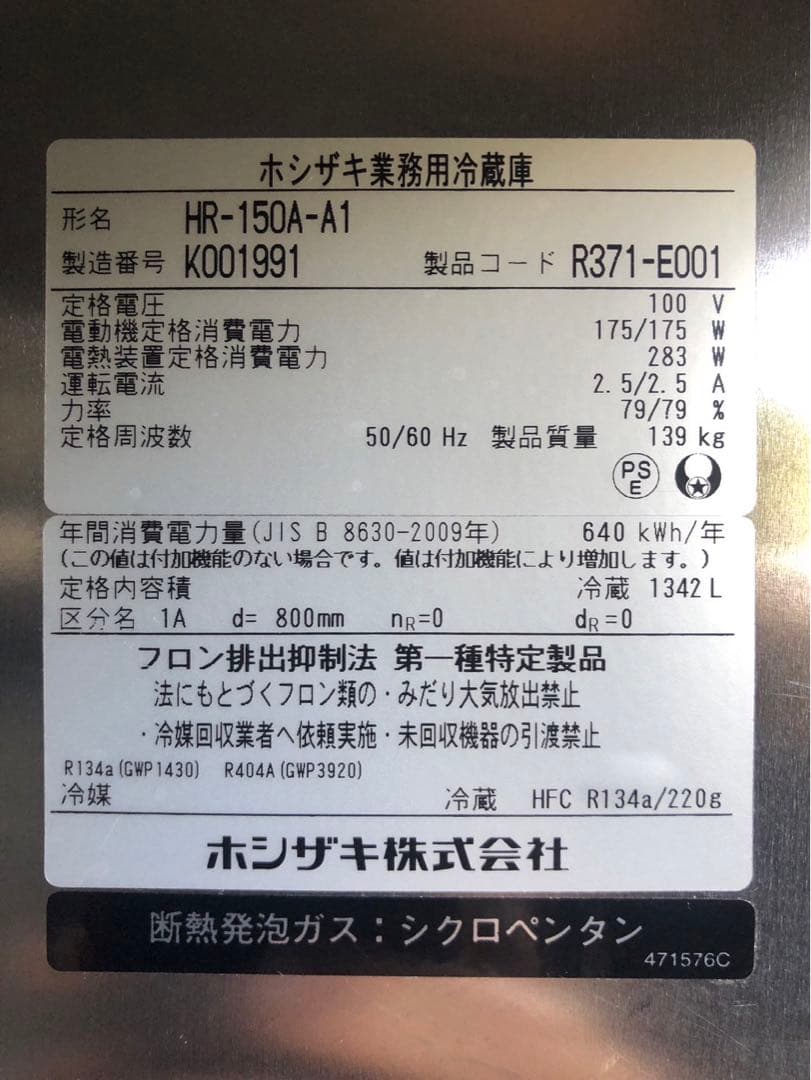 ホシザキ業務用冷蔵庫
形名 HR-150A-A1
製造番号 K001991 製品コード R371-E001
定格電圧 100 V
電動機定格消費電力 175/175 W
電熱装置定格消費電力 283 W
運転電流 2.5/2.5 A
力率 79/79 %
定格周波数 50/60 Hz 製品質量 139 kg
PS
E
年間消費電力量(JIS B 8630-2009年) 640 kWh/年
(この値は付加機能のない場合です。値は付加機能により増加します。)
定格内容積 冷蔵 1342 L
区分名 1A d= 800mm nR=0 dR=0
フロン排出抑制法 第一種特定製品
法にもとづくフロン類の・みだり大気放出禁止
・冷媒回収業者へ依頼実施・未回収機器の引渡禁止
R134a(GWP1430) R404A(GWP3920)
冷媒 冷蔵 HFC R134a/220g
ホシザキ株式会社
断熱発泡ガス：シクロペンタン
471576C